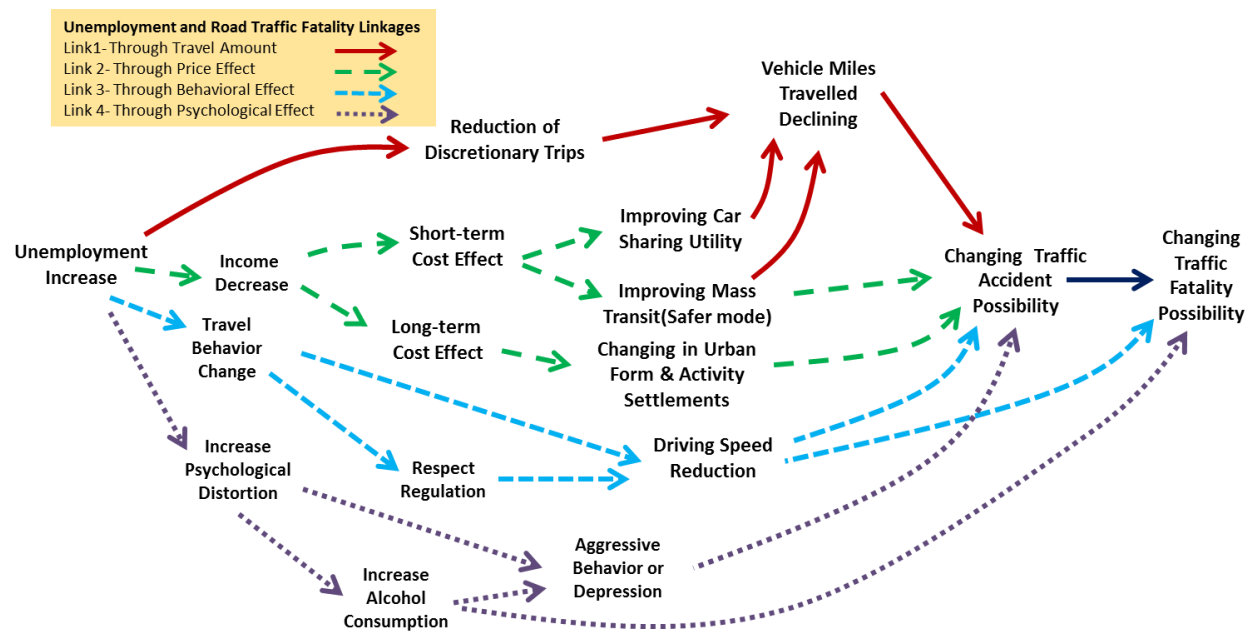 Unemployment and Road Traffic Fatality Linkages
Link1- Through Travel Amount
Link 2- Through Price Effect
Link 3- Through Behavioral Effect
Link 4- Through Psychological Effect
Vehicle Miles
Travelled
Declining
Reduction of
Discretionary Trips
Improving Car
Sharing Utility
Short-term
Cost Effect
Unemployment
Increase
Income
Decrease
Improving Mass
Transit(Safer mode)
Changing Traffic
Accident
Possibility
Changing
Traffic
Fatality
Possibility
Travel
Behavior
Change
Long-term
Cost Effect
Changing in Urban
Form & Activity
Settlements
Driving Speed
Reduction
Increase
Psychological
Distortion
Respect
Regulation
Aggressive
Behavior or
Depression
Increase
Alcohol
Consumption